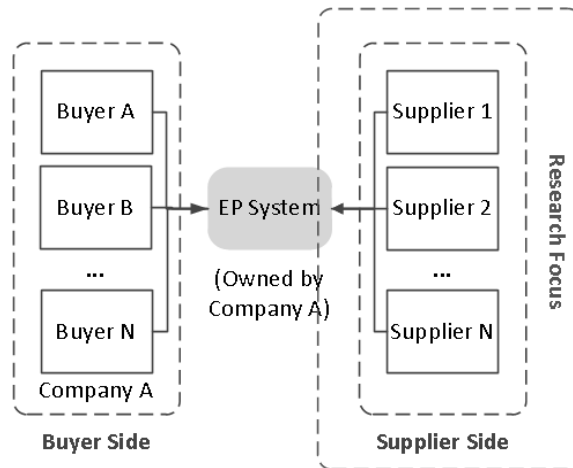 Buyer A
Buyer B
...
Buyer N
Company A
Buyer Side
EP System
(Owned by
Company A)
Supplier 1
Supplier 2
...
Supplier N
Supplier Side
Research Focus